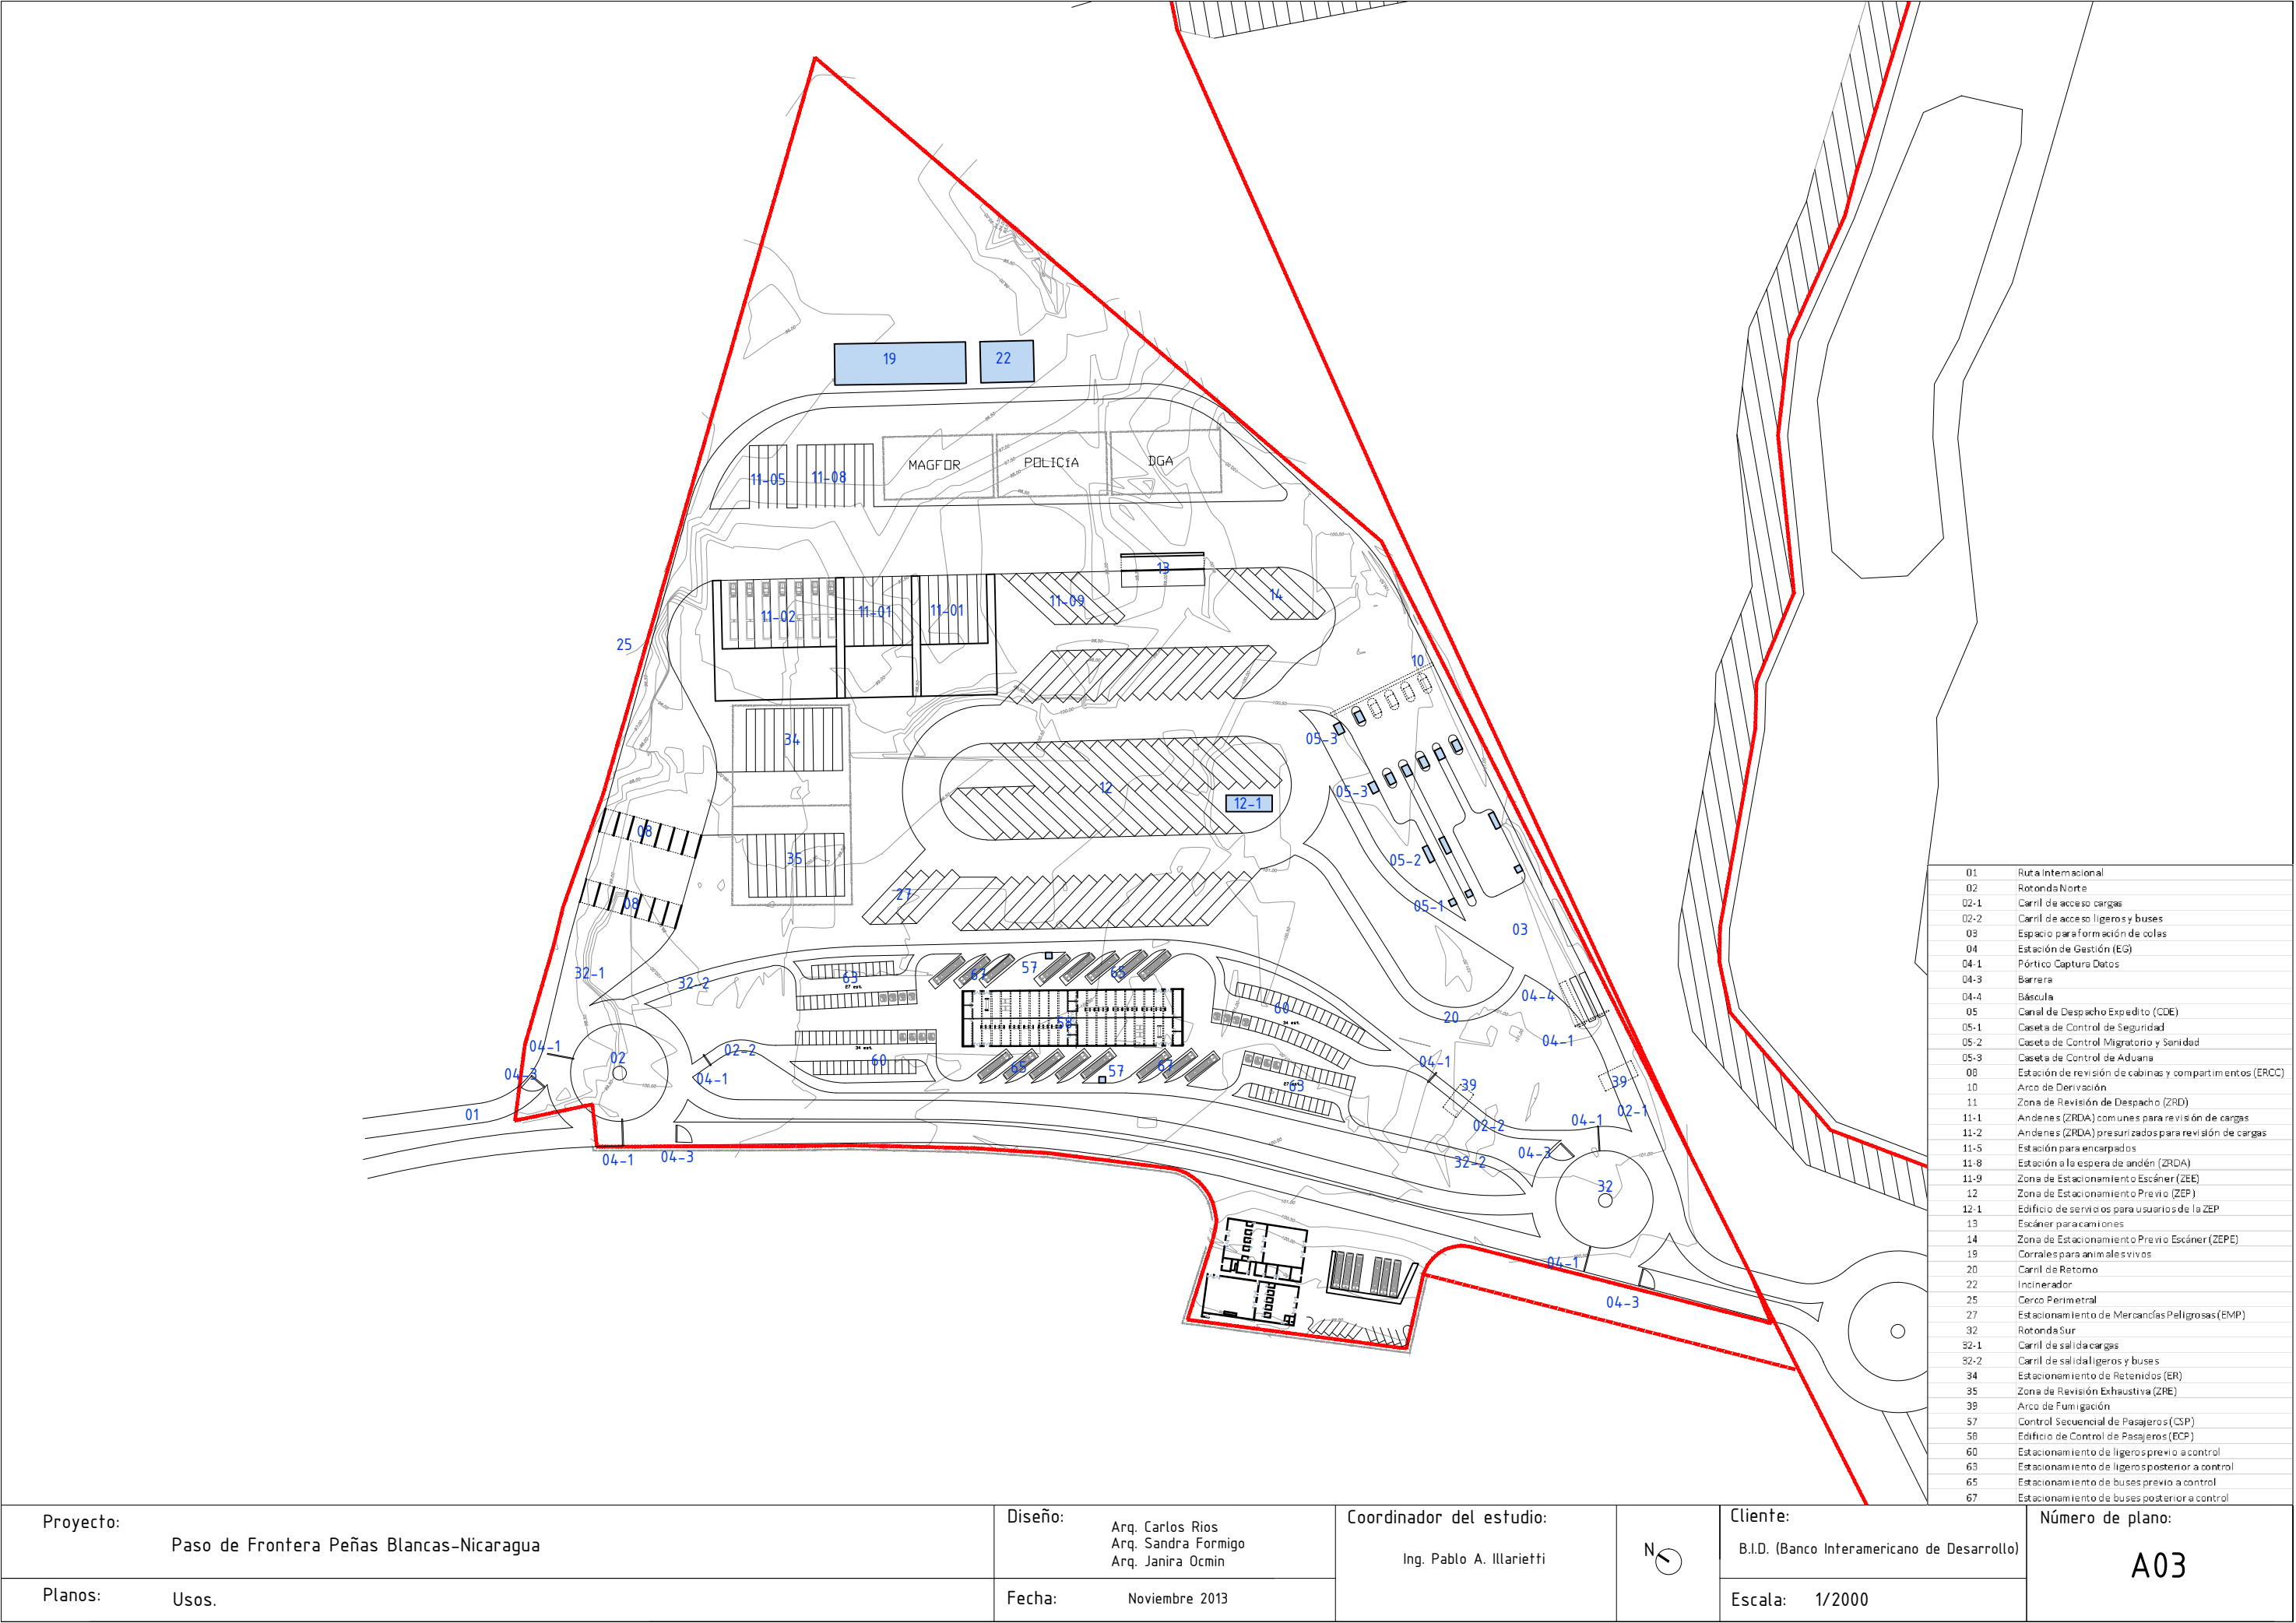 19
22
MAGFOR
POLICíA
DGA
11-05
11-08
13
11-09
14
11-02
11-01
11-01
25
10
34
05-3
12
05-3
12-1
08
35
05-2
27
08
05-1
03
32-1
32-2
63
27 est.
67
57
65
60
34 est.
04-4
20
58
04-1
04-1
02
02-2
34 est.
60
04-3
04-1
65
57
67
63
04-1
39
39
01
02-1
02-2
04-1
04-1
04-3
32-2
04-3
32
04-1
04-3
01 Ruta Internacional
02 Rotonda Norte
02-1 Carril de acceso cargas
02-2 Carril de acceso ligeros y buses
03 Espacio para formación de colas
04 Estación de Gestión (EG)
04-1 Pórtico Captura Datos
04-3 Barrera
04-4 Báscula
05 Canal de Despacho Expedito (CDE)
05-1 Caseta de Control de Seguridad
05-2 Caseta de Control Migratorio y Sanidad
05-3 Caseta de Control de Aduana
08 Estación de revisión de cabinas y compartimentos (ERCC)
10 Arco de Derivación
11 Zona de Revisión de Despacho (ZRD)
11-1 Andenes (ZRDA) comunes para revisión de cargas
11-2 Andenes (ZRDA) presurizados para revisión de cargas
11-5 Estación para encarpados
11-8 Estación a la espera de andén (ZRDA)
11-9 Zona de Estacionamiento Escáner (ZEE)
12 Zona de Estacionamiento Previo (ZEP)
12-1 Edificio de servicios para usuarios de la ZEP
13 Escáner para camiones
14 Zona de Estacionamiento Previo Escáner (ZEPE)
19 Corrales para animales vivos
20 Carril de Retorno
22 Incinerador
25 Cerco Perimetral
27 Estacionamiento de Mercancías Peligrosas (EMP)
32 Rotonda Sur
32-1 Carril de salida cargas
32-2 Carril de salida ligeros y buses
34 Estacionamiento de Retenidos (ER)
35 Zona de Revisión Exhaustiva (ZRE)
39 Arco de Fumigación
57 Control Secuencial de Pasajeros (CSP)
58 Edificio de Control de Pasajeros (ECP)
60 Estacionamiento de ligeros previo a control
63 Estacionamiento de ligeros posterior a control
65 Estacionamiento de buses previo a control
67 Estacionamiento de buses posterior a control
Proyecto:
Paso de Frontera Peñas Blancas-Nicaragua
Planos:
Usos.
Diseño:
Arq. Carlos Rios
Arq. Sandra Formigo
Arq. Janira Ocmin
Fecha: Noviembre 2013
Coordinador del estudio:
Ing. Pablo A. Illarietti
N
Cliente:
B.I.D. (Banco Interamericano de Desarrollo)
Escala: 1/2000
Número de plano:
A03